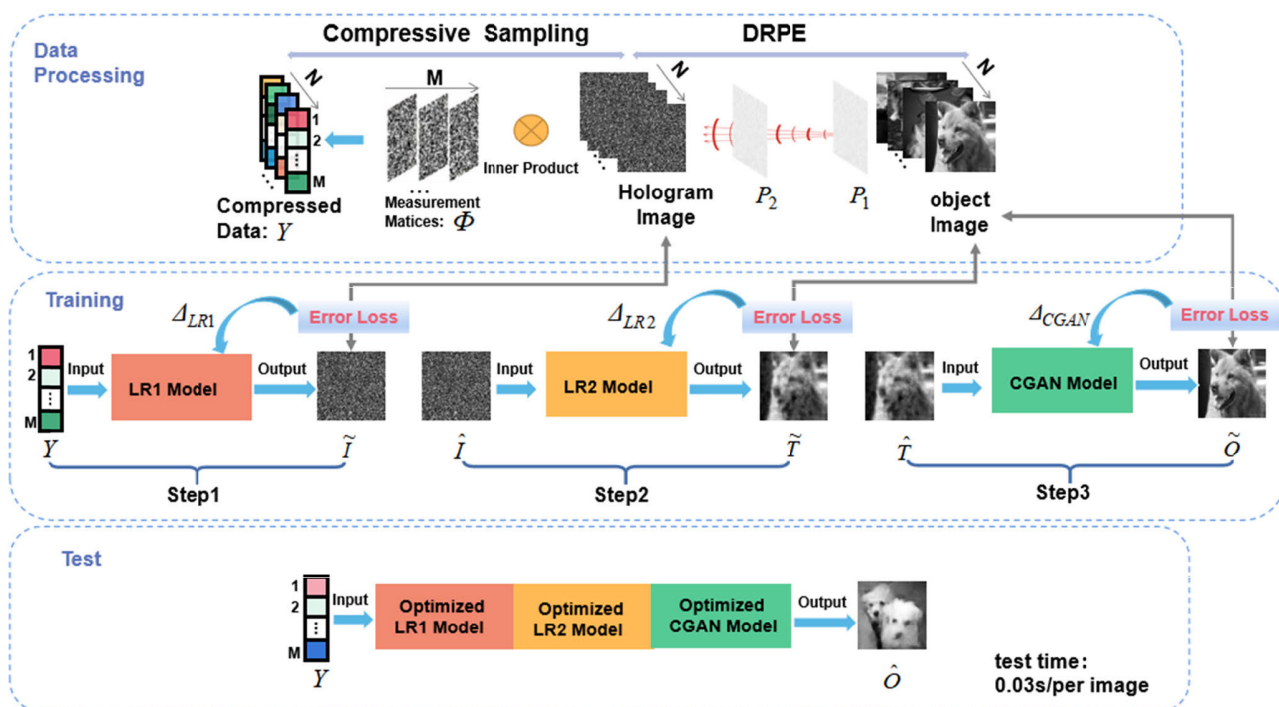 Data
Processing
Compressive Sampling
DRPE
N
1
2
⋮
M
Compressed
Data: Y
M
...
Measurement
Matices: Φ
Inner Product
N
Hologram
Image
P₂
P₁
N
object
Image
Training
1
2
⋮
M
Y
Input
LR1 Model
Δ_LR1
Error Loss
Output
Ĩ
Step1
Î
Input
LR2 Model
Δ_LR2
Error Loss
Output
T̃
Step2
T̂
Input
CGAN Model
Δ_CGAN
Error Loss
Output
Õ
Step3
Test
1
2
⋮
M
Y
Input
Optimized
LR1 Model
Optimized
LR2 Model
Optimized
CGAN Model
Output
Ô
test time:
0.03s/per image